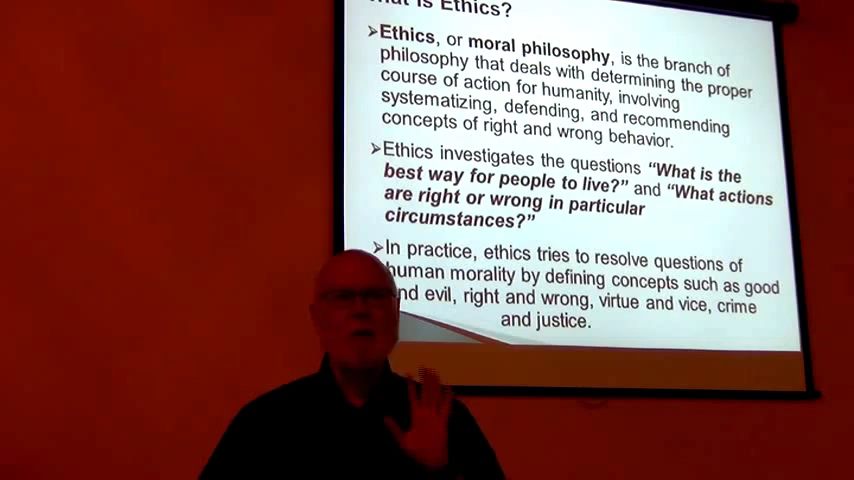 is Ethics?
➢Ethics, or moral philosophy, is the branch of
philosophy that deals with determining the proper
course of action for humanity, involving
systematizing, defending, and recommending
concepts of right and wrong behavior.
➢Ethics investigates the questions “What is the
best way for people to live?” and “What actions
are right or wrong in particular
circumstances?”
➢In practice, ethics tries to resolve questions of
human morality by defining concepts such as good
and evil, right and wrong, virtue and vice, crime
and justice.